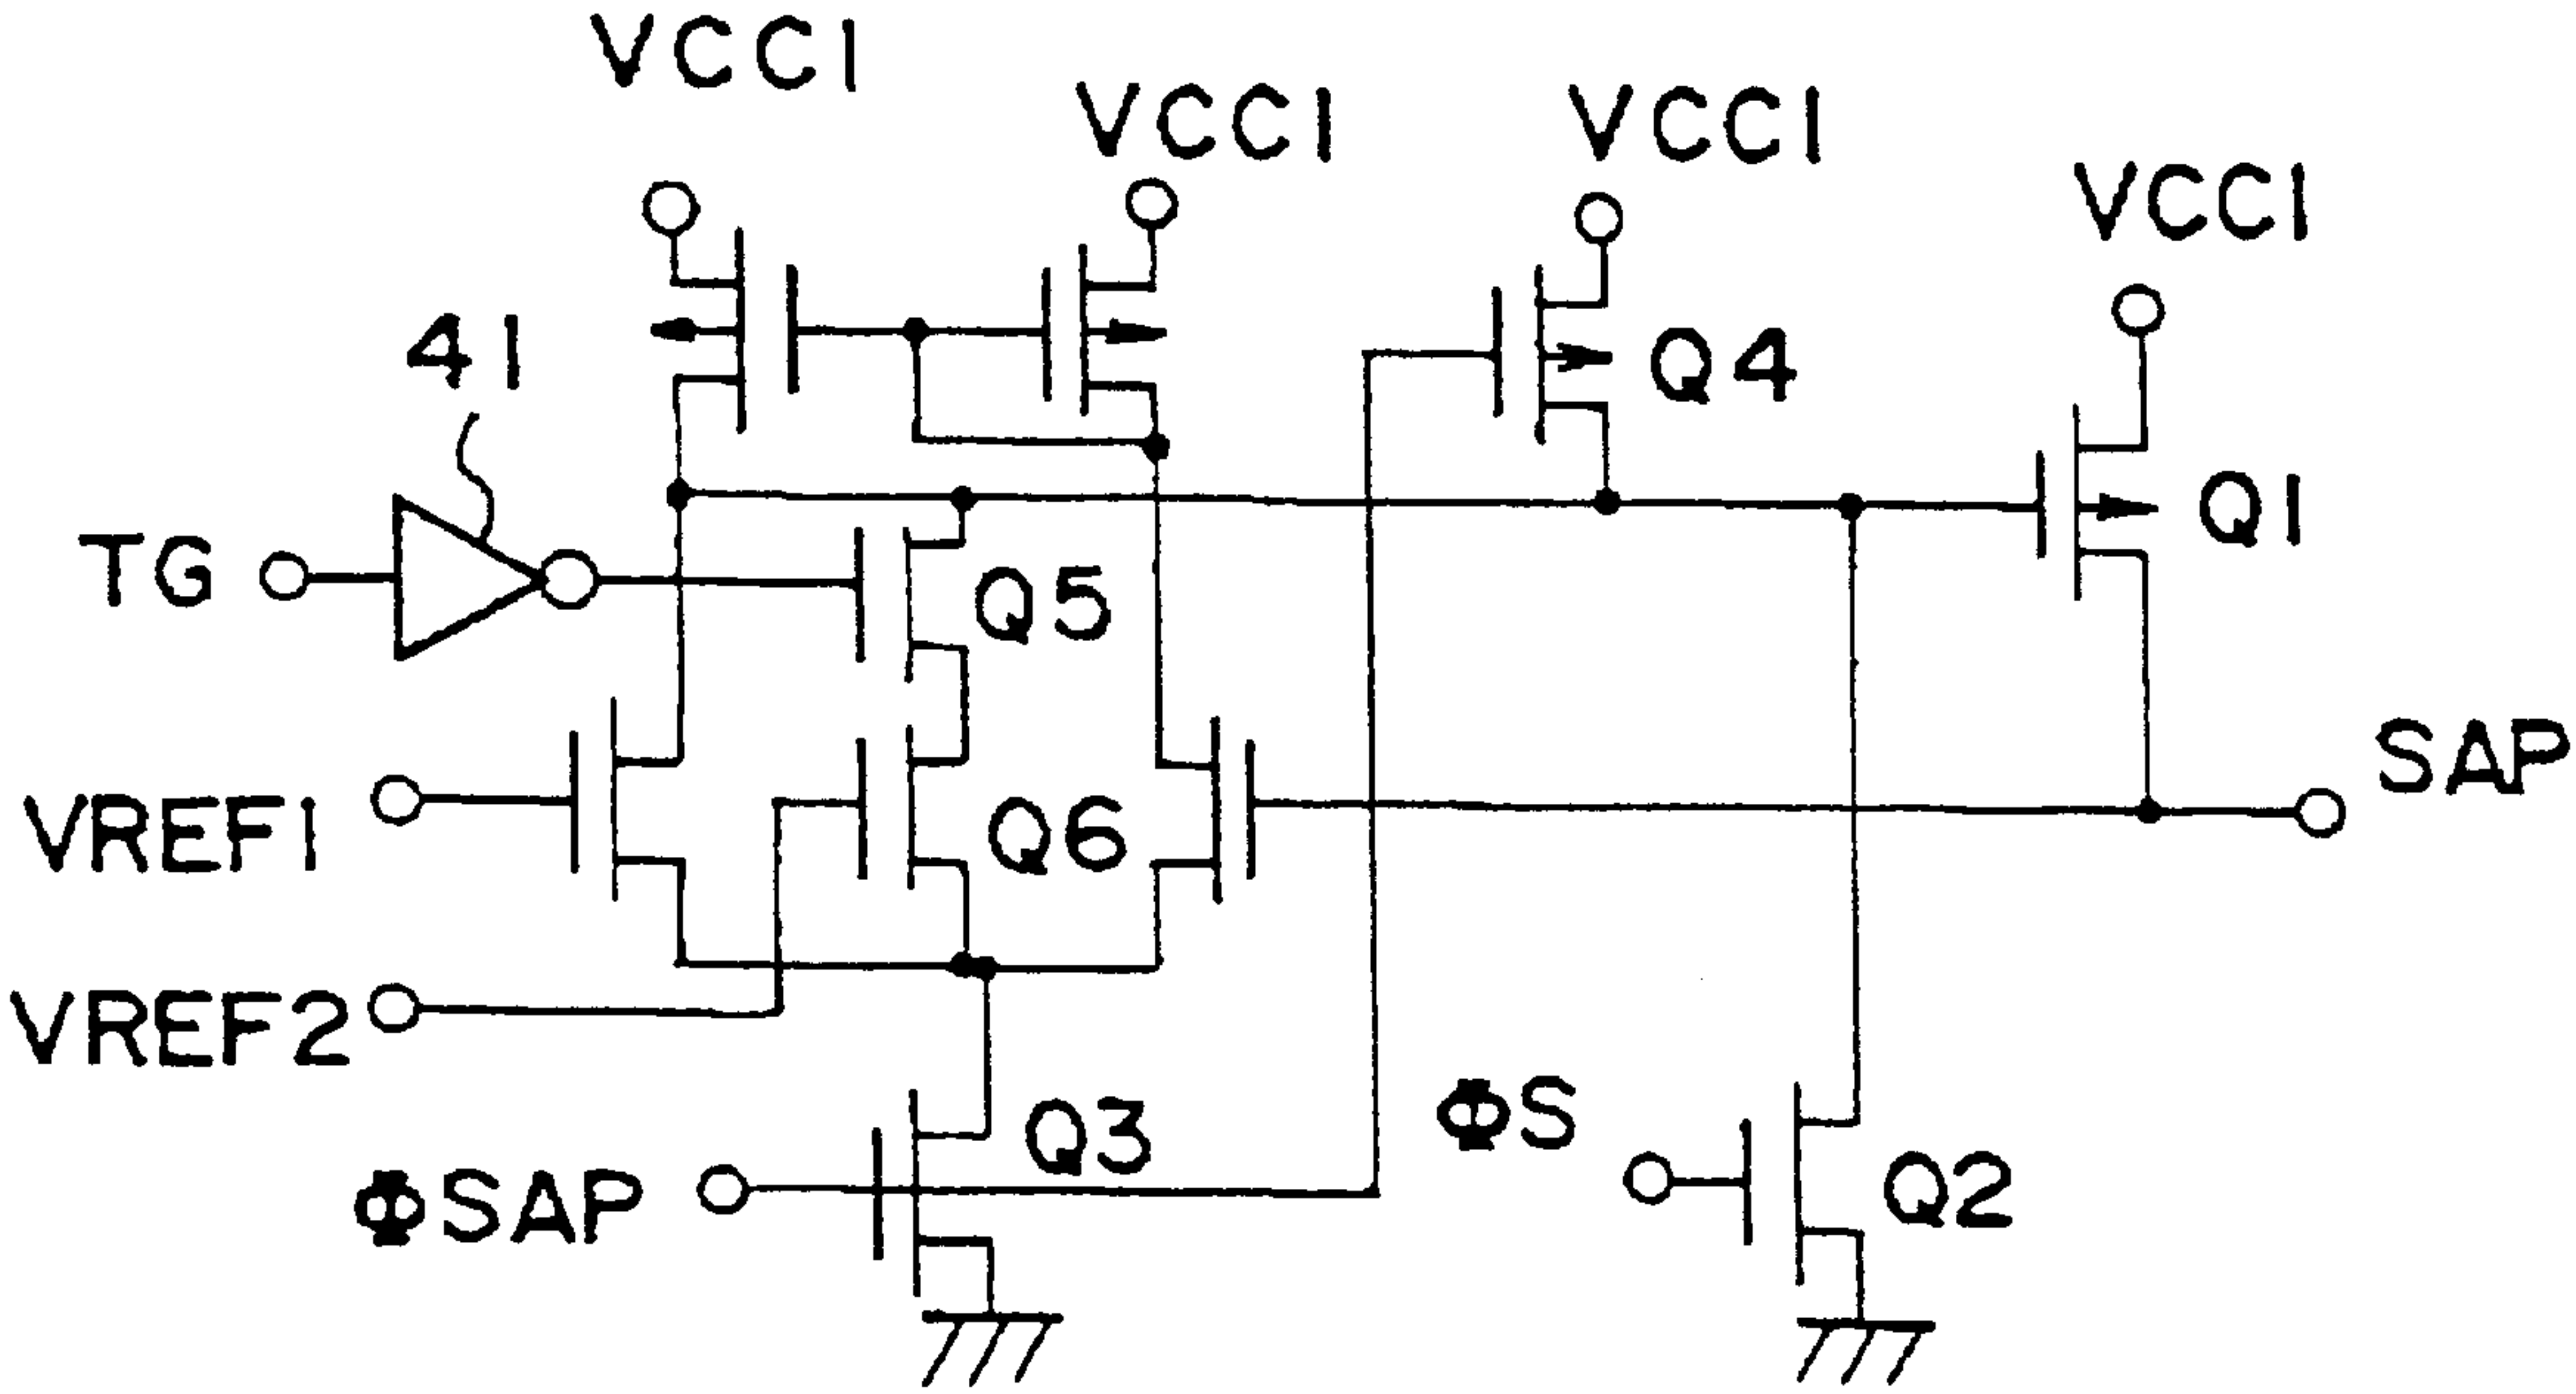 VCC1
VCC1
VCC1
VCC1
41
Q4
Q1
TG
Q5
SAP
VREF1
Q6
VREF2
ΦS
Q3
ΦSAP
Q2